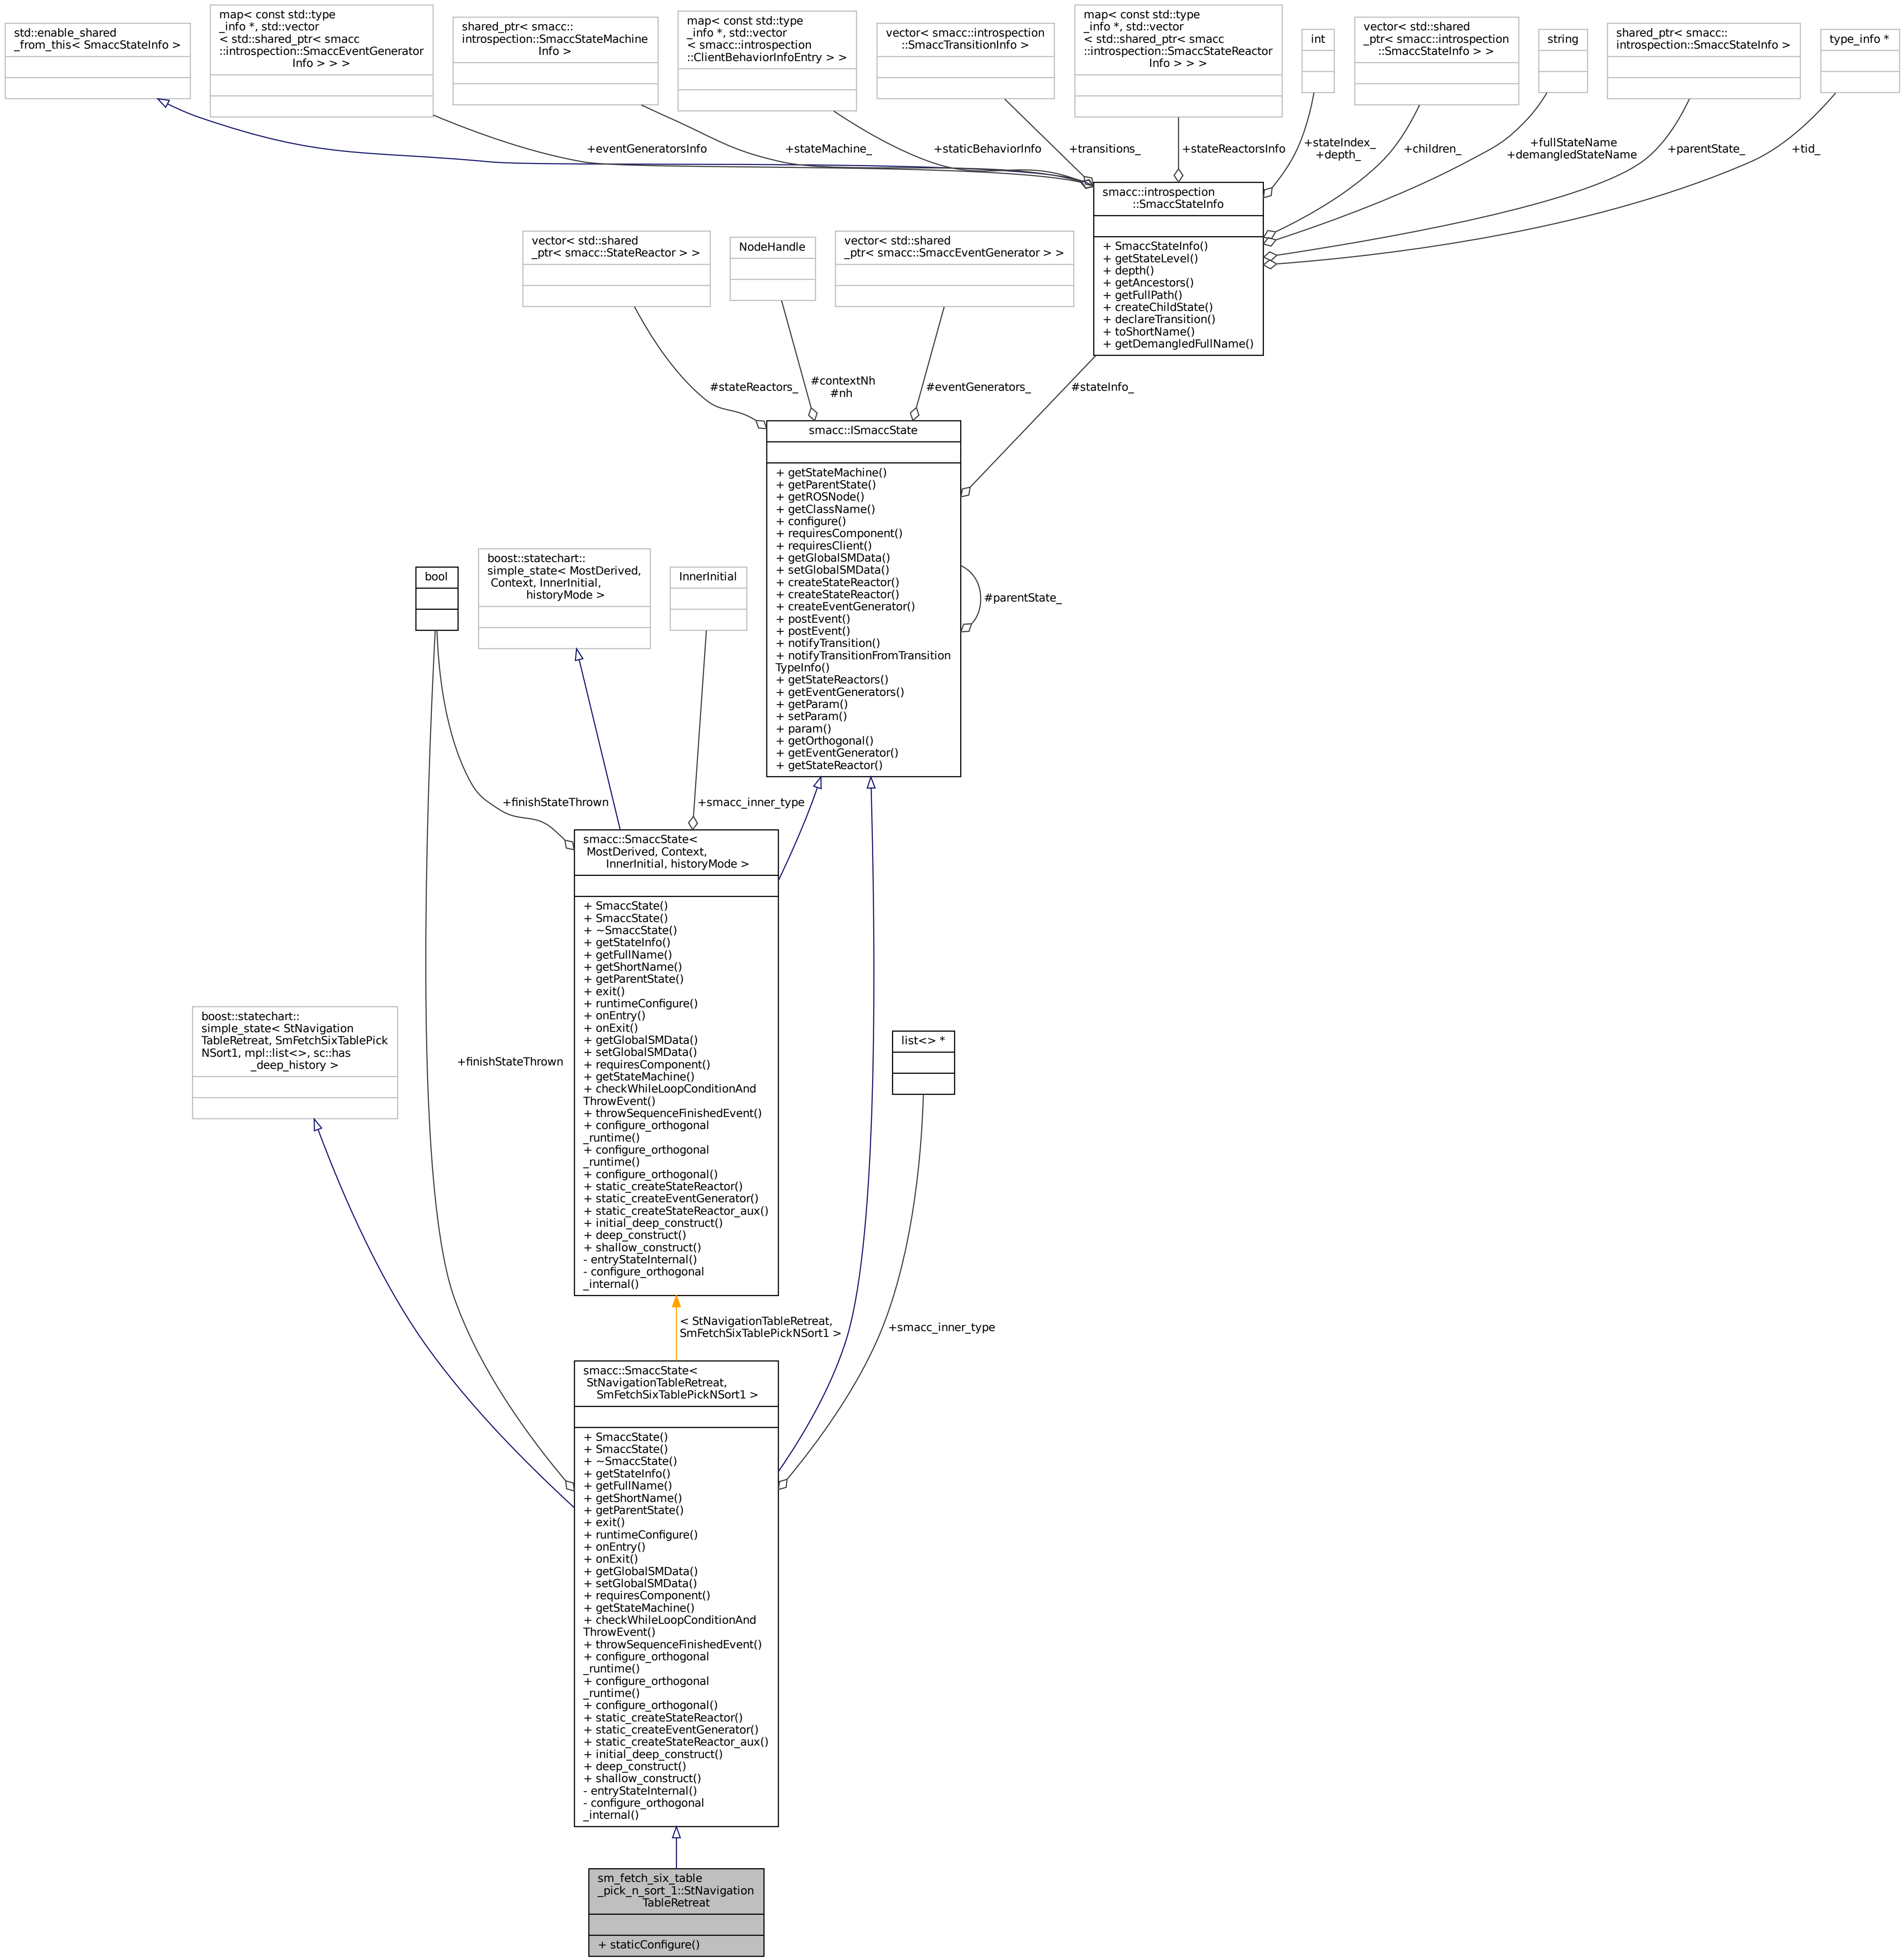 std::enable_shared
_from_this< SmaccStateInfo >
map< const std::type
_info *, std::vector
< std::shared_ptr< smacc
::introspection::SmaccEventGenerator
Info > > >
shared_ptr< smacc::
introspection::SmaccStateMachine
Info >
map< const std::type
_info *, std::vector
< smacc::introspection
::ClientBehaviorInfoEntry > >
vector< smacc::introspection
::SmaccTransitionInfo >
map< const std::type
_info *, std::vector
< std::shared_ptr< smacc
::introspection::SmaccStateReactor
Info > > >
int
vector< std::shared
_ptr< smacc::introspection
::SmaccStateInfo > >
string
shared_ptr< smacc::
introspection::SmaccStateInfo >
type_info *
+eventGeneratorsInfo
+stateMachine_
+staticBehaviorInfo
+transitions_
+stateReactorsInfo
+stateIndex_
+depth_
+children_
+fullStateName
+demangledStateName
+parentState_
+tid_
smacc::introspection
::SmaccStateInfo
+ SmaccStateInfo()
+ getStateLevel()
+ depth()
+ getAncestors()
+ getFullPath()
+ createChildState()
+ declareTransition()
+ toShortName()
+ getDemangledFullName()
vector< std::shared
_ptr< smacc::StateReactor > >
NodeHandle
vector< std::shared
_ptr< smacc::SmaccEventGenerator > >
#stateReactors_
#contextNh
#nh
#eventGenerators_
#stateInfo_
smacc::ISmaccState
+ getStateMachine()
+ getParentState()
+ getROSNode()
+ getClassName()
+ configure()
+ requiresComponent()
+ requiresClient()
+ getGlobalSMData()
+ setGlobalSMData()
+ createStateReactor()
+ createStateReactor()
+ createEventGenerator()
+ postEvent()
+ postEvent()
+ notifyTransition()
+ notifyTransitionFromTransition
TypeInfo()
+ getStateReactors()
+ getEventGenerators()
+ getParam()
+ setParam()
+ param()
+ getOrthogonal()
+ getEventGenerator()
+ getStateReactor()
#parentState_
bool
boost::statechart::
simple_state< MostDerived,
Context, InnerInitial,
historyMode >
InnerInitial
+finishStateThrown
+smacc_inner_type
smacc::SmaccState<
MostDerived, Context,
InnerInitial, historyMode >
+ SmaccState()
+ SmaccState()
+ ~SmaccState()
+ getStateInfo()
+ getFullName()
+ getShortName()
+ getParentState()
+ exit()
+ runtimeConfigure()
+ onEntry()
+ onExit()
+ getGlobalSMData()
+ setGlobalSMData()
+ requiresComponent()
+ getStateMachine()
+ checkWhileLoopConditionAnd
ThrowEvent()
+ throwSequenceFinishedEvent()
+ configure_orthogonal
_runtime()
+ configure_orthogonal
_runtime()
+ configure_orthogonal()
+ static_createStateReactor()
+ static_createEventGenerator()
+ static_createStateReactor_aux()
+ initial_deep_construct()
+ deep_construct()
+ shallow_construct()
- entryStateInternal()
- configure_orthogonal
_internal()
boost::statechart::
simple_state< StNavigation
TableRetreat, SmFetchSixTablePick
NSort1, mpl::list<>, sc::has
_deep_history >
+finishStateThrown
list<> *
< StNavigationTableRetreat,
SmFetchSixTablePickNSort1 >
+smacc_inner_type
smacc::SmaccState<
StNavigationTableRetreat,
SmFetchSixTablePickNSort1 >
+ SmaccState()
+ SmaccState()
+ ~SmaccState()
+ getStateInfo()
+ getFullName()
+ getShortName()
+ getParentState()
+ exit()
+ runtimeConfigure()
+ onEntry()
+ onExit()
+ getGlobalSMData()
+ setGlobalSMData()
+ requiresComponent()
+ getStateMachine()
+ checkWhileLoopConditionAnd
ThrowEvent()
+ throwSequenceFinishedEvent()
+ configure_orthogonal
_runtime()
+ configure_orthogonal
_runtime()
+ configure_orthogonal()
+ static_createStateReactor()
+ static_createEventGenerator()
+ static_createStateReactor_aux()
+ initial_deep_construct()
+ deep_construct()
+ shallow_construct()
- entryStateInternal()
- configure_orthogonal
_internal()
sm_fetch_six_table
_pick_n_sort_1::StNavigation
TableRetreat
+ staticConfigure()